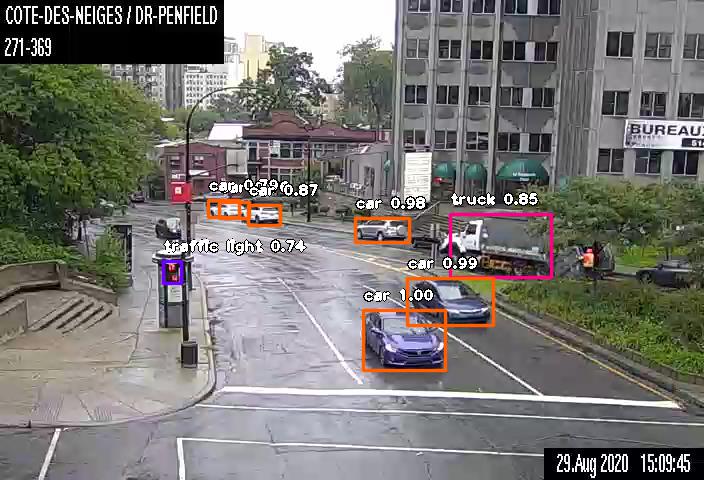 COTE-DES-NEIGES / DR-PENFIELD
271-369
BUREAUX
514
car 0.87
car 0.98
truck 0.85
traffic light 0.74
car 0.99
car 1.00
29.Aug 2020 15:09:45